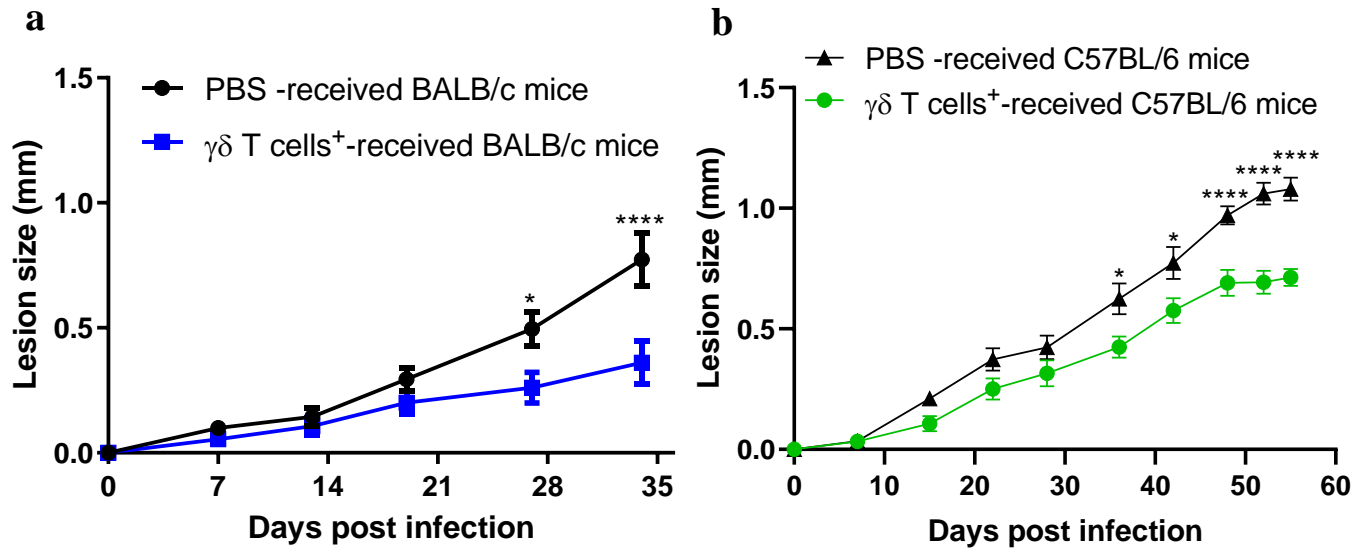 a
PBS -received BALB/c mice
γδ T cells⁺-received BALB/c mice
Lesion size (mm)
1.5
1.0
0.5
0.0
*
****
0 7 14 21 28 35
Days post infection
b
PBS -received C57BL/6 mice
γδ T cells⁺-received C57BL/6 mice
Lesion size (mm)
1.5
1.0
0.5
0.0
*
*
****
****
****
0 10 20 30 40 50 60
Days post infection